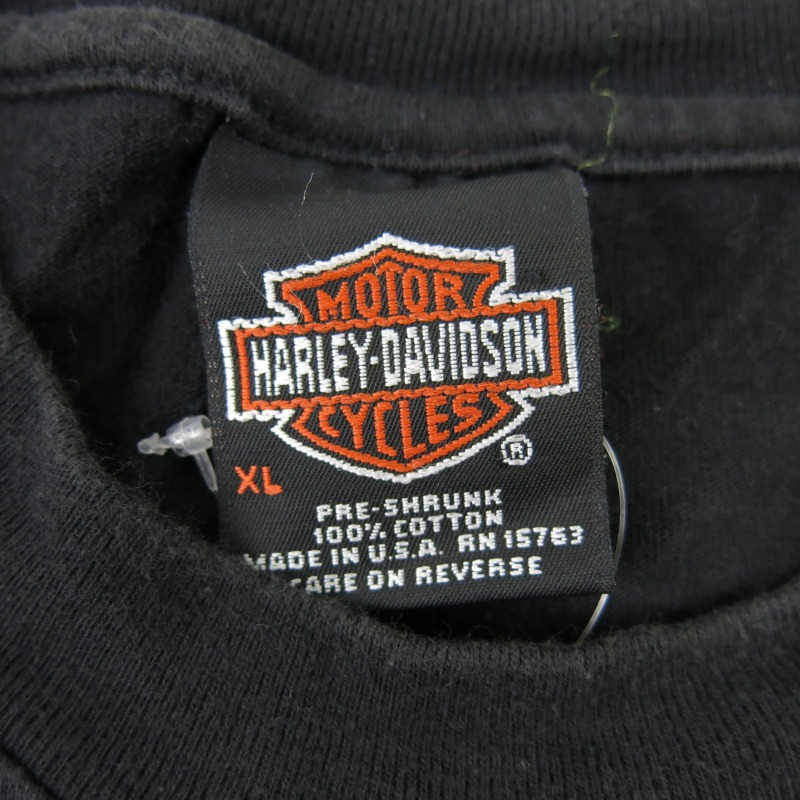 MOTOR
HARLEY-DAVIDSON
CYCLES
®
XL
PRE-SHRUNK
100% COTTON
MADE IN U.S.A. RN 15763
CARE ON REVERSE